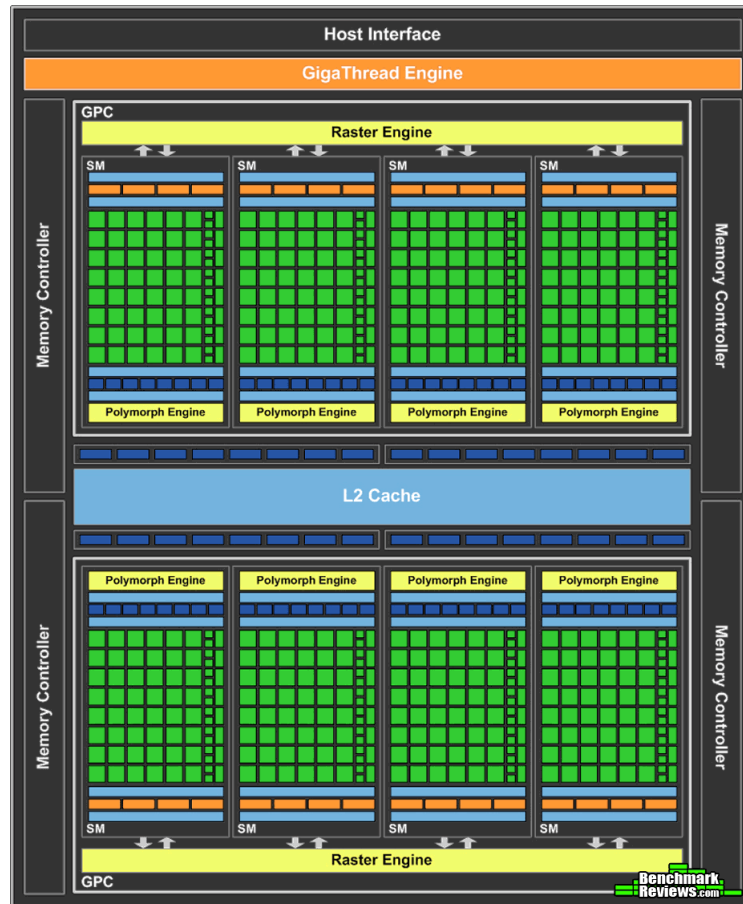 Host Interface
GigaThread Engine
GPC
Raster Engine
SM SM SM SM
Memory Controller
Memory Controller
Polymorph Engine Polymorph Engine Polymorph Engine Polymorph Engine
L2 Cache
Polymorph Engine Polymorph Engine Polymorph Engine Polymorph Engine
Memory Controller
Memory Controller
SM SM SM SM
Raster Engine
GPC
Benchmark
Reviews.com